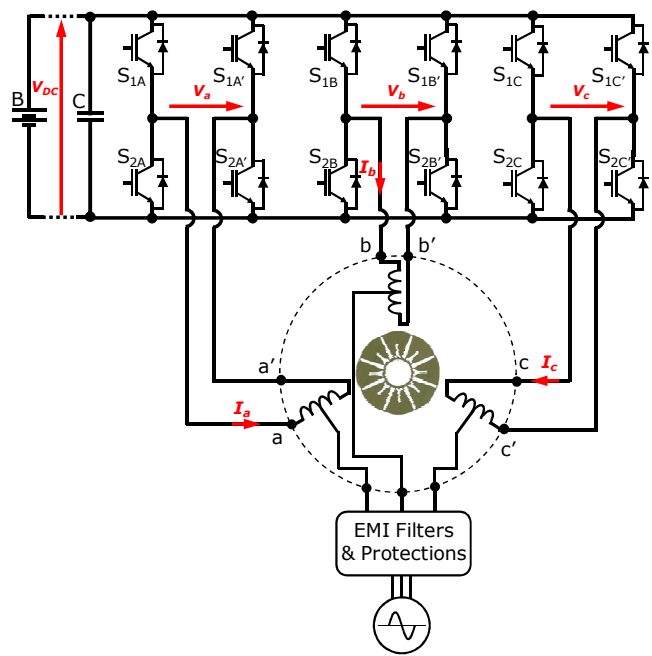 S1A
S1A′
S1B
S1B′
S1C
S1C′
B
VDC
C
Va
Vb
Vc
S2A
S2A′
S2B
Ib
S2B′
S2C
S2C′
b
b′
a′
c
Ic
Ia
a
c′
EMI Filters
& Protections